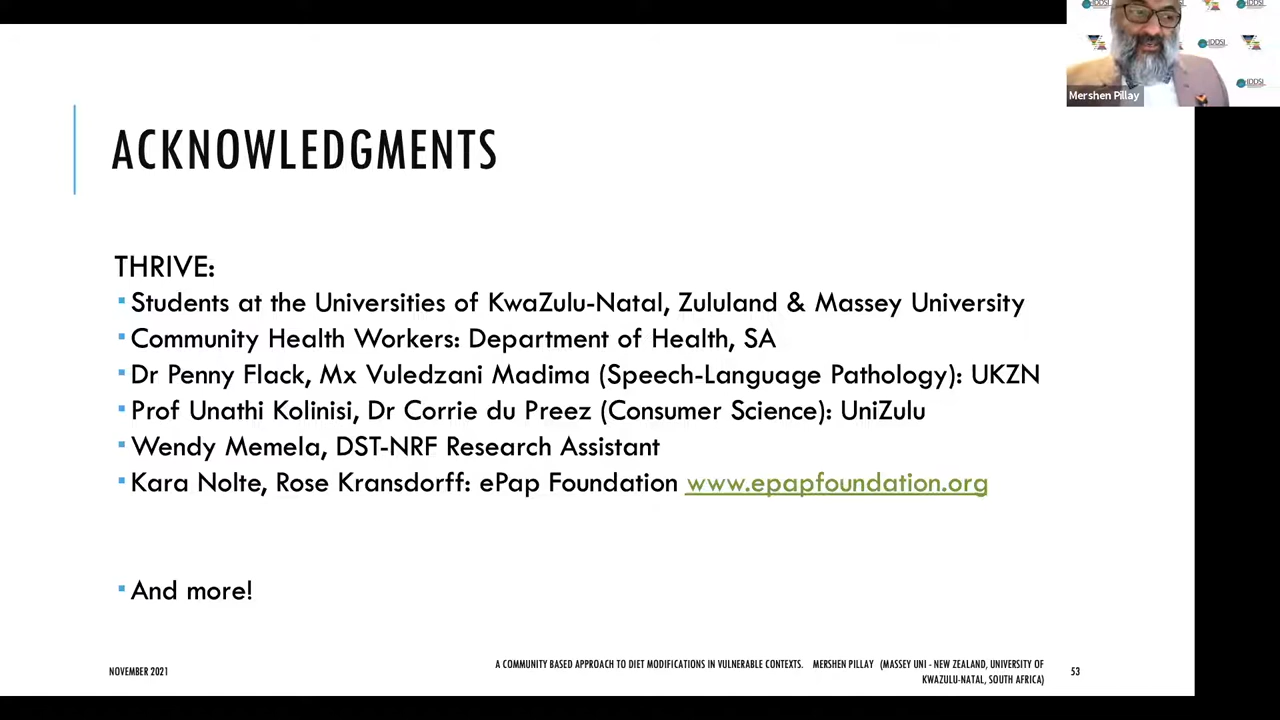 IDDSI
IDDSI
IDDSI
IDDSI
Mershen Pillay
ACKNOWLEDGMENTS
THRIVE:
Students at the Universities of KwaZulu-Natal, Zululand & Massey University
Community Health Workers: Department of Health, SA
Dr Penny Flack, Mx Vuledzani Madima (Speech-Language Pathology): UKZN
Prof Unathi Kolinisi, Dr Corrie du Preez (Consumer Science): UniZulu
Wendy Memela, DST-NRF Research Assistant
Kara Nolte, Rose Kransdorff: ePap Foundation www.epapfoundation.org
And more!
NOVEMBER 2021
A COMMUNITY BASED APPROACH TO DIET MODIFICATIONS IN VULNERABLE CONTEXTS. MERSHEN PILLAY (MASSEY UNI - NEW ZEALAND, UNIVERSITY OF
KWAZULU-NATAL, SOUTH AFRICA)
53